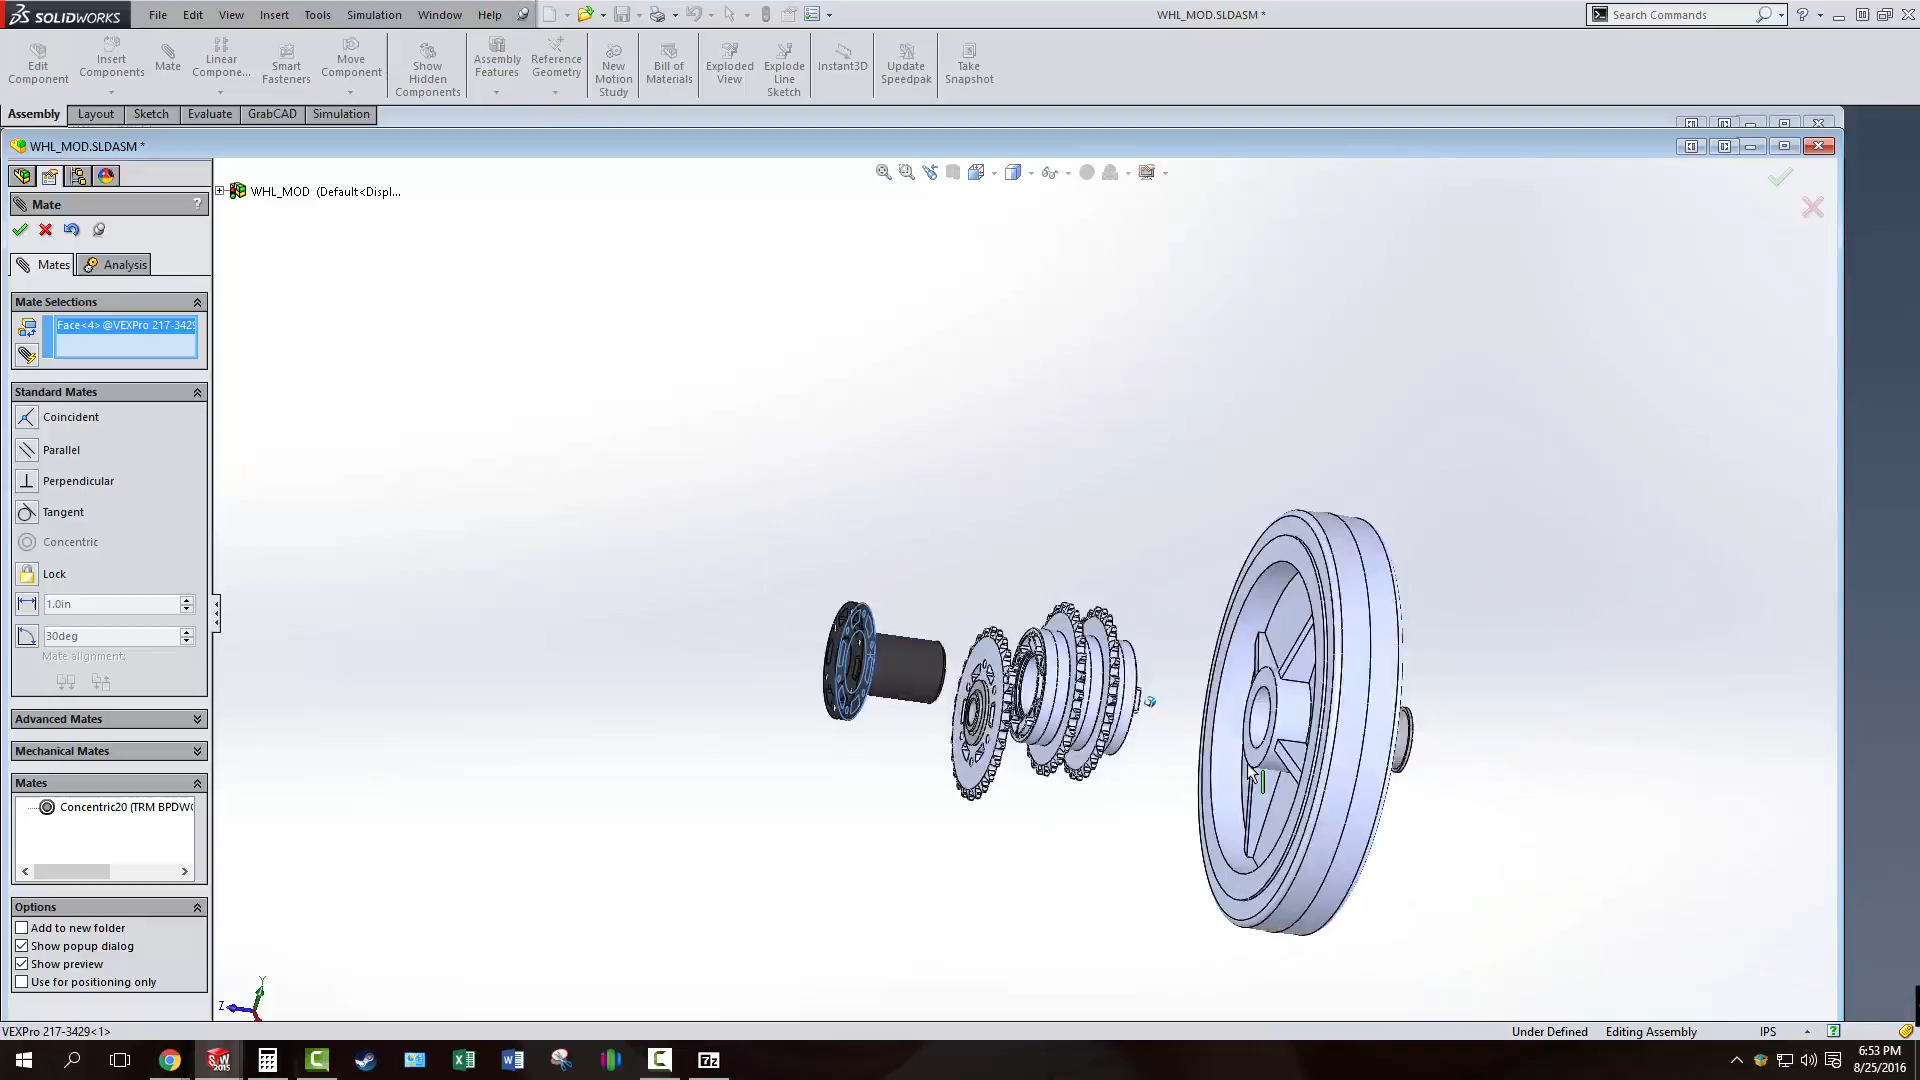 SOLIDWORKS File Edit View Insert Tools Simulation Window Help WHL_MOD.SLDASM * Search Commands
Edit Component
Insert Components
Mate
Linear Compone...
Smart Fasteners
Move Component
Show Hidden Components
Assembly Features
Reference Geometry
New Motion Study
Bill of Materials
Exploded View
Explode Line Sketch
Instant3D
Update Speedpak
Take Snapshot
Assembly Layout Sketch Evaluate GrabCAD Simulation
WHL_MOD.SLDASM *
WHL_MOD (Default<Displ...
Mate ?
Mates Analysis
Mate Selections
Face<4>@VEXPro 217-3429
Standard Mates
Coincident
Parallel
Perpendicular
Tangent
Concentric
Lock
1.0in
30deg
Mate alignment:
Advanced Mates
Mechanical Mates
Mates
Concentric20 (TRM BPDW
Options
Add to new folder
Show popup dialog
Show preview
Use for positioning only
Y
Z
VEXPro 217-3429<1> Under Defined Editing Assembly IPS
6:53 PM
8/25/2016